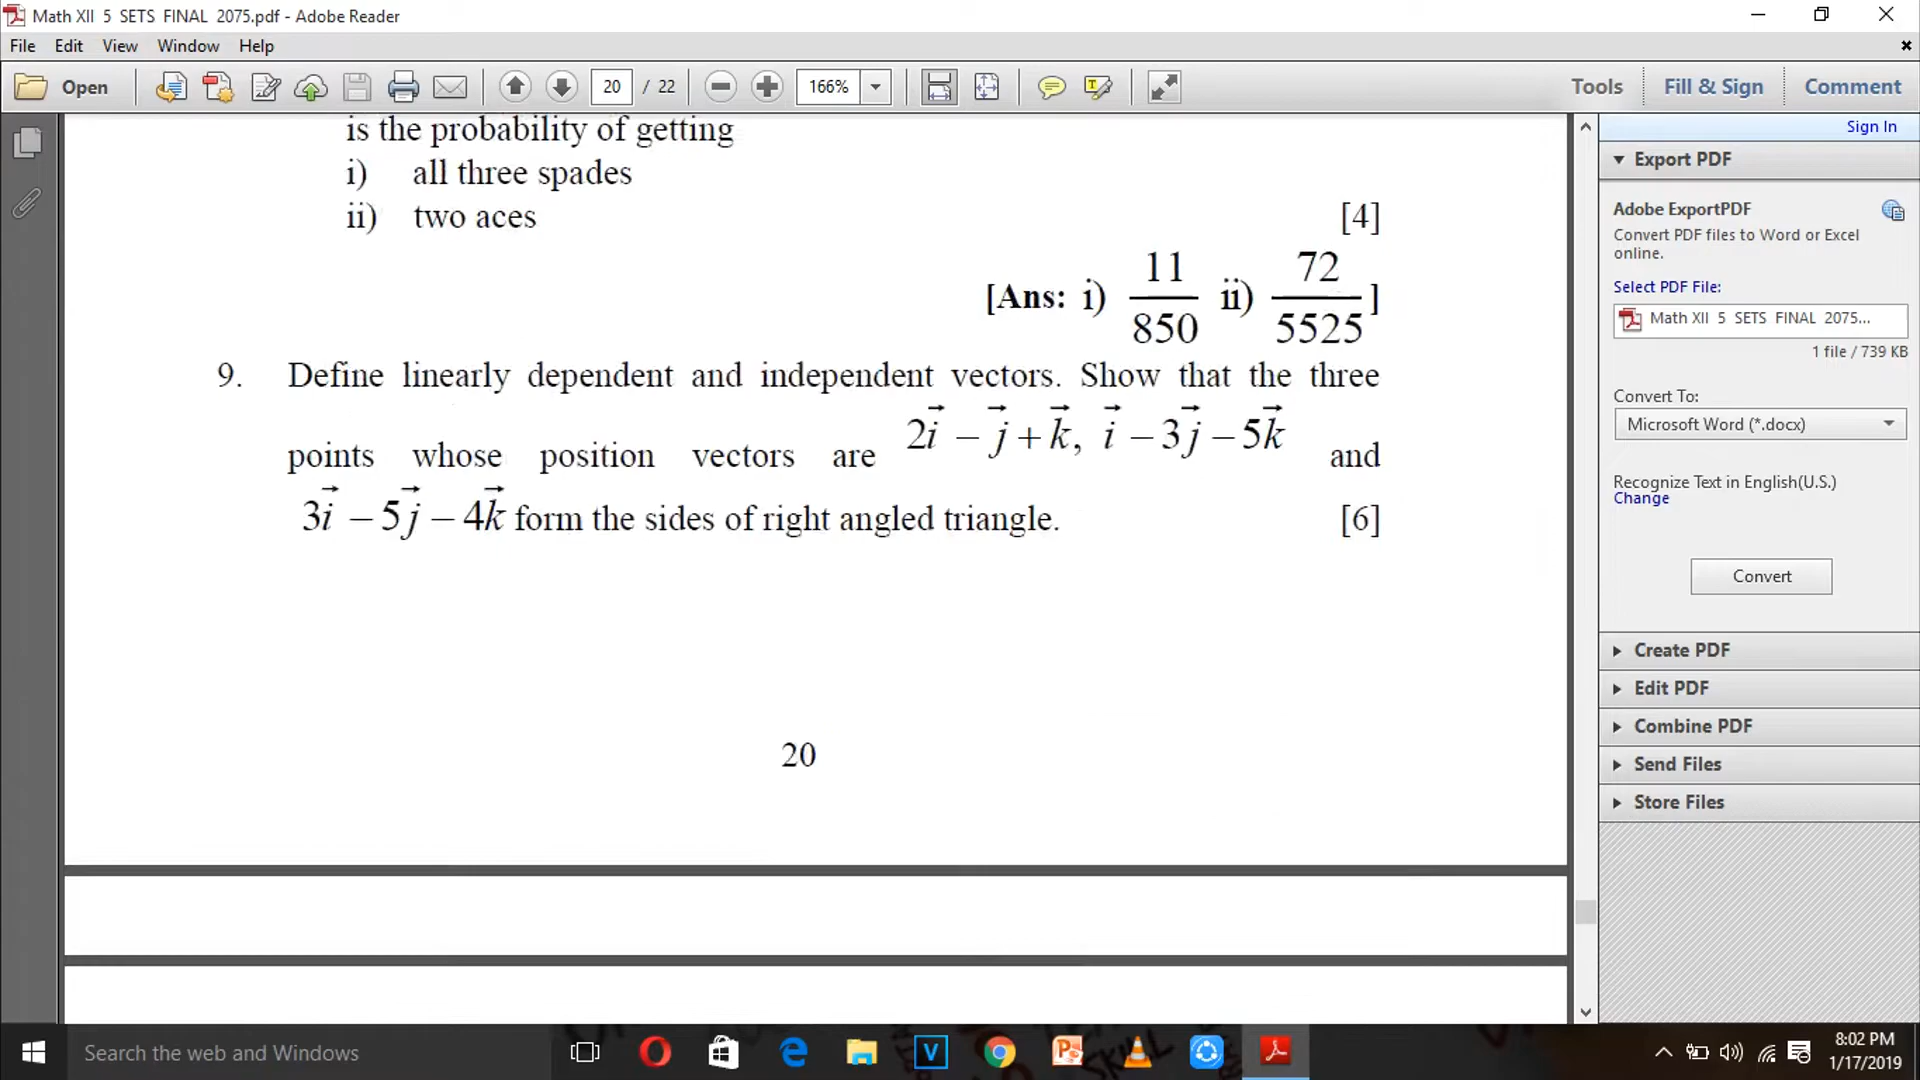 Math XII 5 SETS FINAL 2075.pdf - Adobe Reader
File Edit View Window Help
Open 20 / 22 166% Tools Fill & Sign Comment
Sign In
is the probability of getting
i) all three spades
ii) two aces [4]
[Ans: i) 11/850 ii) 72/5525]
9. Define linearly dependent and independent vectors. Show that the three
points whose position vectors are 2i⃗ − j⃗ + k⃗, i⃗ − 3j⃗ − 5k⃗ and
3i⃗ − 5j⃗ − 4k⃗ form the sides of right angled triangle. [6]
20
Export PDF
Adobe ExportPDF
Convert PDF files to Word or Excel
online.
Select PDF File:
Math XII 5 SETS FINAL 2075...
1 file / 739 KB
Convert To:
Microsoft Word (*.docx)
Recognize Text in English(U.S.)
Change
Convert
Create PDF
Edit PDF
Combine PDF
Send Files
Store Files
Search the web and Windows
8:02 PM
1/17/2019